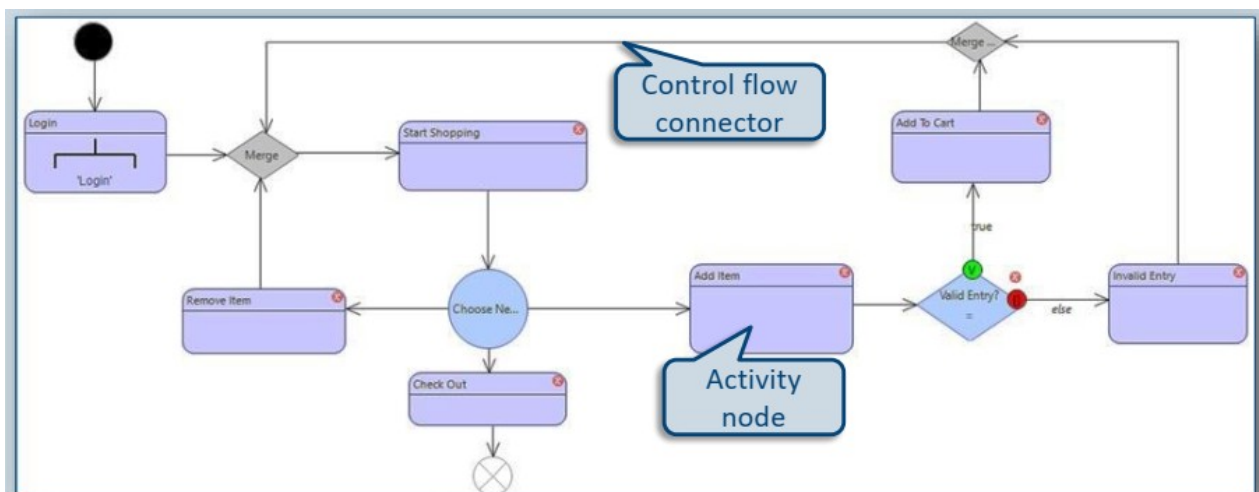 Merge ...
Control flow
connector
Login
Start Shopping
Add To Cart
Merge
'Login'
true
Remove Item
Choose Ne...
Add Item
V
Valid Entry?
=
[]
else
Invalid Entry
Check Out
Activity
node